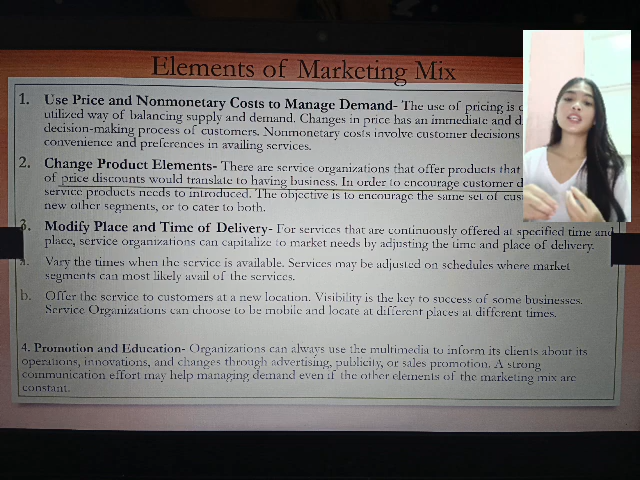 Elements of Marketing Mix
1. Use Price and Nonmonetary Costs to Manage Demand- The use of pricing is
utilized way of balancing supply and demand. Changes in price has an immediate and
decision-making process of customers. Nonmonetary costs involve customer decisions
convenience and preferences in availing services.
2. Change Product Elements- There are service organizations that offer products that
of price discounts would translate to having business. In order to encourage customer
service products needs to introduced. The objective is to encourage the same set of
new other segments, or to cater to both.
3. Modify Place and Time of Delivery- For services that are continuously offered at specified time and
place, service organizations can capitalize to market needs by adjusting the time and place of delivery.
a. Vary the times when the service is available. Services may be adjusted on schedules where market
segments can most likely avail of the services.
b. Offer the service to customers at a new location. Visibility is the key to success of some businesses.
Service Organizations can choose to be mobile and locate at different places at different times.
4. Promotion and Education- Organizations can always use the multimedia to inform its clients about its
operations, innovations, and changes through advertising, publicity, or sales promotion. A strong
communication effort may help managing demand even if the other elements of the marketing mix are
constant.